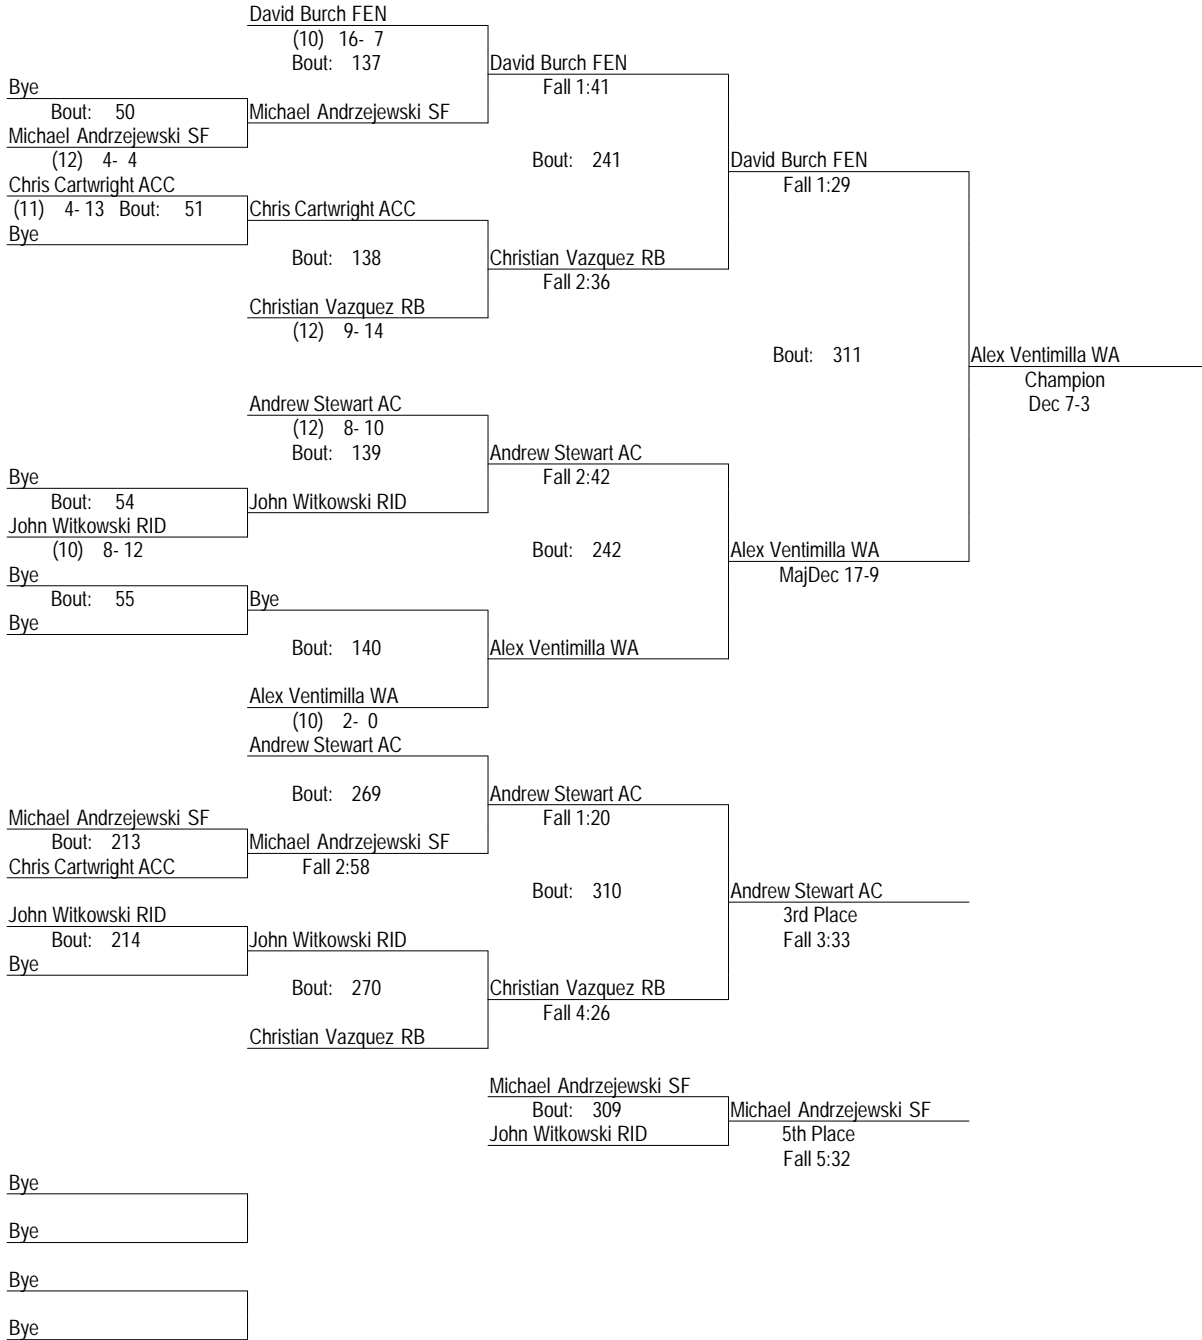 David Burch FEN
(10) 16- 7
Bout: 137
David Burch FEN
Fall 1:41
Bye
Bout: 50
Michael Andrzejewski SF
Michael Andrzejewski SF
(12) 4- 4
Bout: 241
David Burch FEN
Fall 1:29
Chris Cartwright ACC
(11) 4- 13 Bout: 51
Chris Cartwright ACC
Bye
Bout: 138
Christian Vazquez RB
Fall 2:36
Christian Vazquez RB
(12) 9- 14
Bout: 311
Alex Ventimilla WA
Champion
Dec 7-3
Andrew Stewart AC
(12) 8- 10
Bout: 139
Andrew Stewart AC
Fall 2:42
Bye
Bout: 54
John Witkowski RID
John Witkowski RID
(10) 8- 12
Bout: 242
Alex Ventimilla WA
MajDec 17-9
Bye
Bout: 55
Bye
Bye
Bout: 140
Alex Ventimilla WA
Alex Ventimilla WA
(10) 2- 0
Andrew Stewart AC
Bout: 269
Andrew Stewart AC
Fall 1:20
Michael Andrzejewski SF
Bout: 213
Michael Andrzejewski SF
Chris Cartwright ACC
Fall 2:58
Bout: 310
Andrew Stewart AC
3rd Place
Fall 3:33
John Witkowski RID
Bout: 214
John Witkowski RID
Bye
Bout: 270
Christian Vazquez RB
Fall 4:26
Christian Vazquez RB
Michael Andrzejewski SF
Bout: 309
Michael Andrzejewski SF
John Witkowski RID
5th Place
Fall 5:32
Bye
Bye
Bye
Bye